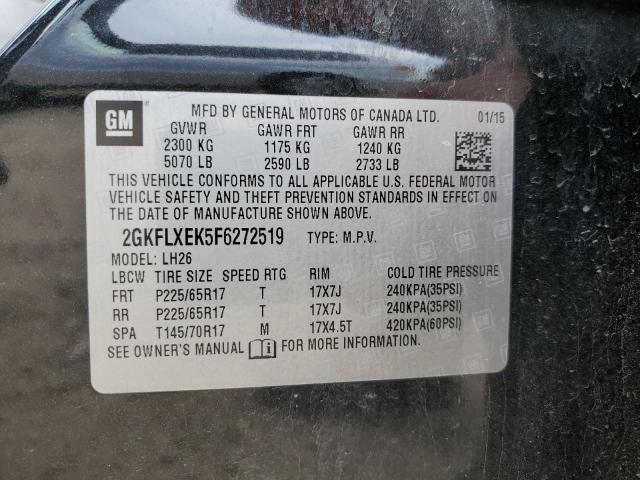 GM
MFD BY GENERAL MOTORS OF CANADA LTD. 01/15
GVWR GAWR FRT GAWR RR
2300 KG 1175 KG 1240 KG
5070 LB 2590 LB 2733 LB
THIS VEHICLE CONFORMS TO ALL APPLICABLE U.S. FEDERAL MOTOR
VEHICLE SAFETY AND THEFT PREVENTION STANDARDS IN EFFECT ON
THE DATE OF MANUFACTURE SHOWN ABOVE.
2GKFLXEK5F6272519 TYPE: M.P.V.
MODEL: LH26
LBCW TIRE SIZE SPEED RTG RIM COLD TIRE PRESSURE
FRT P225/65R17 T 17X7J 240KPA(35PSI)
RR P225/65R17 T 17X7J 240KPA(35PSI)
SPA T145/70R17 M 17X4.5T 420KPA(60PSI)
SEE OWNER'S MANUAL FOR MORE INFORMATION.